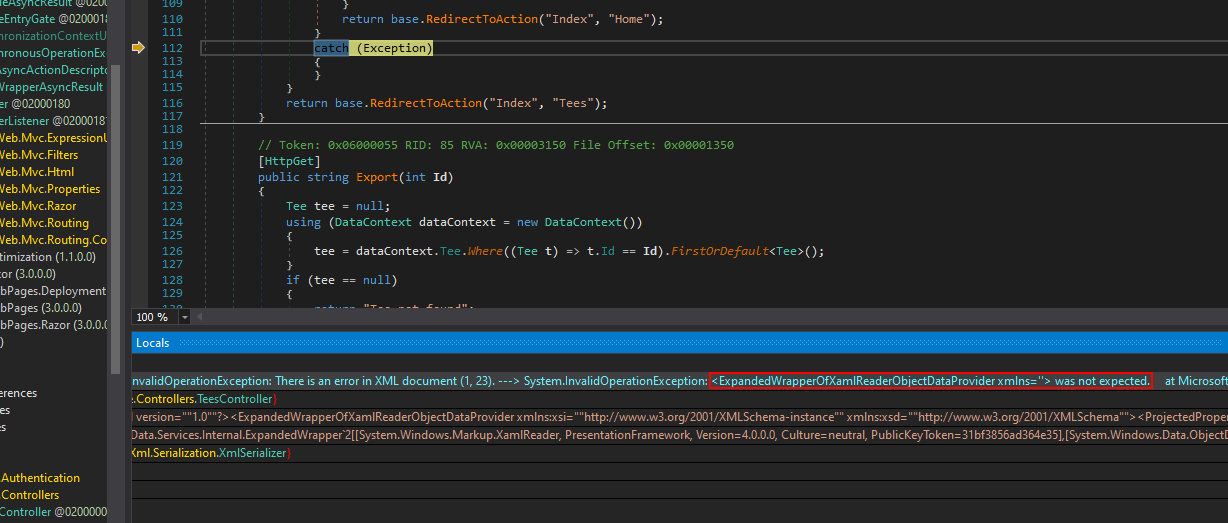 eAsyncResult @0200
eEntryGate @0200018
hronizationContextU
chronousOperationEx
AsyncActionDescripto
WrapperAsyncResult
er @02000180
erListener @0200018
Web.Mvc.ExpressionU
Web.Mvc.Filters
Web.Mvc.Html
Web.Mvc.Properties
Web.Mvc.Razor
Web.Mvc.Routing
Web.Mvc.Routing.Co
timization (1.1.0.0)
or (3.0.0.0)
bPages.Deployment
bPages (3.0.0.0)
bPages.Razor (3.0.0.
)
erences
es
es
.Authentication
.Controllers
Controller @0200000
109 }
110 return base.RedirectToAction("Index", "Home");
111 }
112 catch (Exception)
113 {
114 }
115 }
116 return base.RedirectToAction("Index", "Tees");
117 }
118
119 // Token: 0x06000055 RID: 85 RVA: 0x00003150 File Offset: 0x00001350
120 [HttpGet]
121 public string Export(int Id)
122 {
123 Tee tee = null;
124 using (DataContext dataContext = new DataContext())
125 {
126 tee = dataContext.Tee.Where((Tee t) => t.Id == Id).FirstOrDefault<Tee>();
127 }
128 if (tee == null)
129 {
130 return "Tee not found";
100 %
Locals
nvalidOperationException: There is an error in XML document (1, 23). ---> System.InvalidOperationException: <ExpandedWrapperOfXamlReaderObjectDataProvider xmlns=''> was not expected. at Microsoft
e.Controllers.TeesController}
version=""1.0""?><ExpandedWrapperOfXamlReaderObjectDataProvider xmlns:xsi=""http://www.w3.org/2001/XMLSchema-instance"" xmlns:xsd=""http://www.w3.org/2001/XMLSchema""><ProjectedPrope
Data.Services.Internal.ExpandedWrapper`2[[System.Windows.Markup.XamlReader, PresentationFramework, Version=4.0.0.0, Culture=neutral, PublicKeyToken=31bf3856ad364e35],[System.Windows.Data.ObjectD
Xml.Serialization.XmlSerializer}